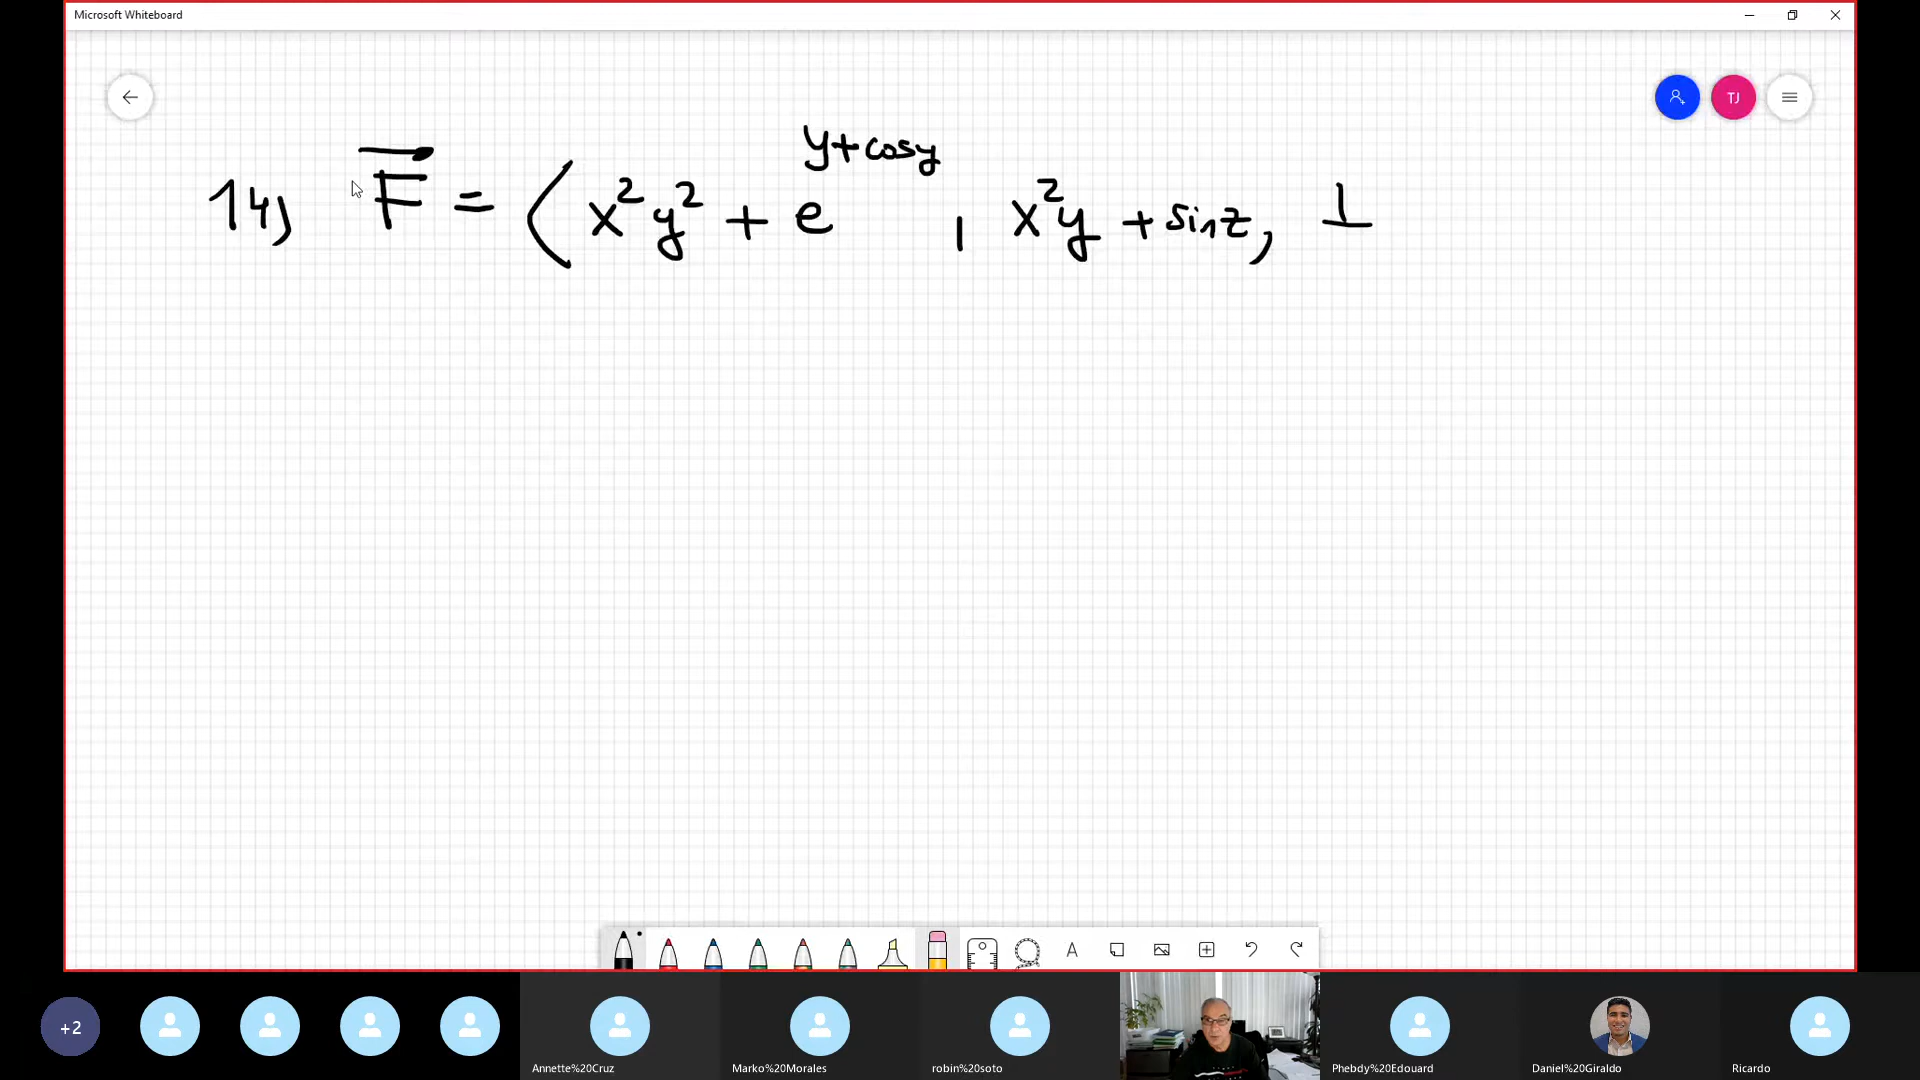 Microsoft Whiteboard
TJ
y+cosy
14) F = ( x²y² + e , x²y + sinz, 1
A
+2
Annette%20Cruz
Marko%20Morales
robin%20soto
Phebdy%20Edouard
Daniel%20Giraldo
Ricardo